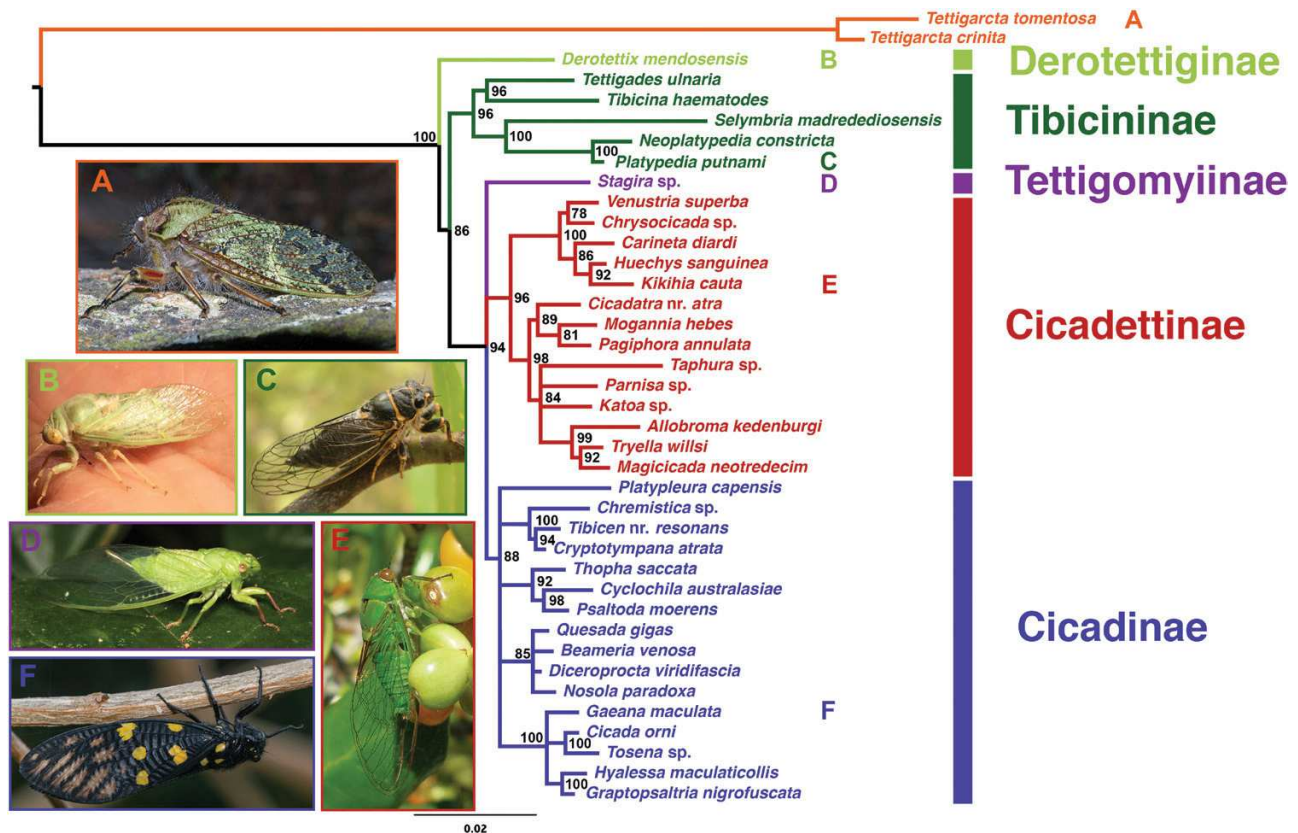 Tettigarcta tomentosa A
Tettigarcta crinita
Derotettix mendosensis B Derotettiginae
100
Tettigades ulnaria
96
Tibicina haematodes
96
Selymbria madrededioensis
100
Neoplatypedia constricta
100
Platypedia putnami C
Tibicininae
Stagira sp. D Tettigomyiinae
86
Venustria superba
78
Chrysocicada sp.
100
Carineta diardi
86
Huechys sanguinea
92
Kikihia cauta E
96
Cicadatra nr. atra
89
Mogannia hebes
81
Pagiphora annulata
Cicadettinae
94
98
Taphura sp.
Parnisa sp.
84
Katoa sp.
Allobroma kedenburgi
99
Tryella willsi
92
Magicicada neotredecim
Platypleura capensis
Chremistica sp.
100
Tibicen nr. resonans
94
Cryptotympana atrata
88
Thopha saccata
92
Cyclochila australasiae
98
Psaltoda moerens
Cicadinae
Quesada gigas
85
Beameria venosa
Diceroprocta viridifascia
Nosola paradoxa
Gaeana maculata F
100
Cicada orni
100
Tosena sp.
Hyalessa maculaticollis
100
Graptopsaltria nigrofuscata
0.02
A
B
C
D
E
F